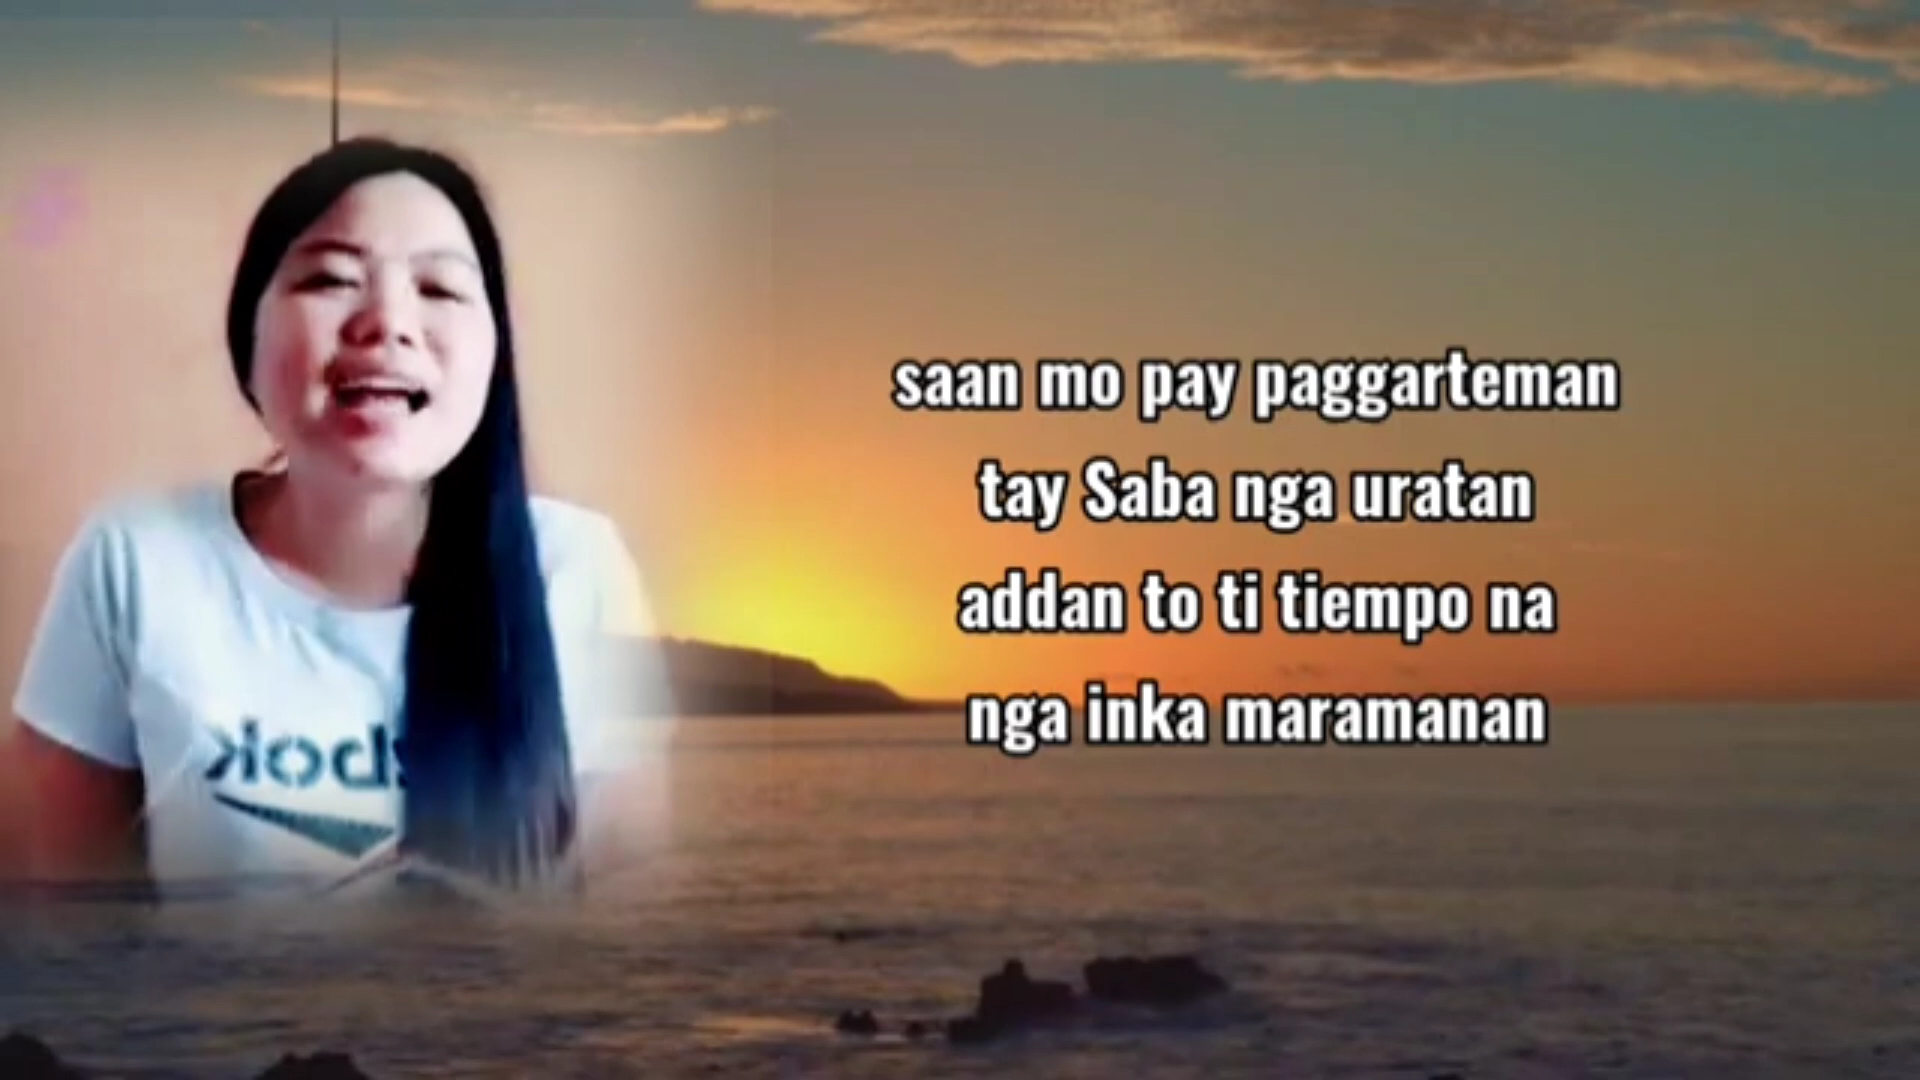 saan mo pay paggarteman
tay Saba nga uratan
addan to ti tiempo na
nga inka maramanan